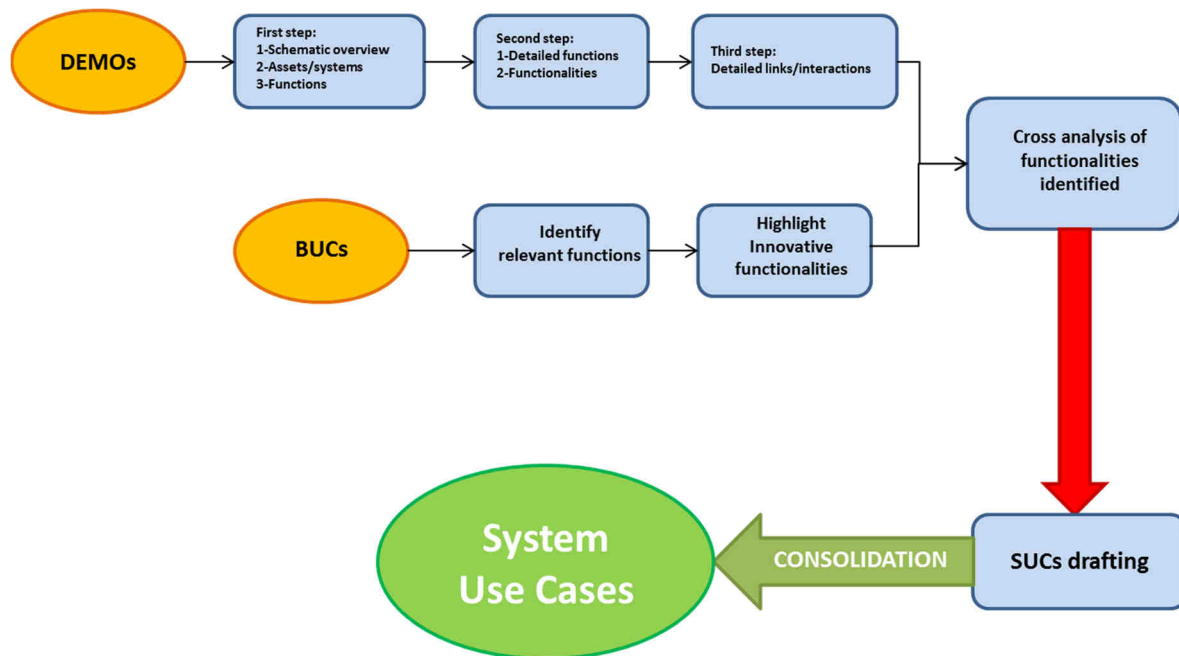 DEMOs
First step:
1-Schematic overview
2-Assets/systems
3-Functions
Second step:
1-Detailed functions
2-Functionalities
Third step:
Detailed links/interactions
Cross analysis of
functionalities
identified
BUCs
Identify
relevant functions
Highlight
Innovative
functionalities
System
Use Cases
CONSOLIDATION
SUCs drafting